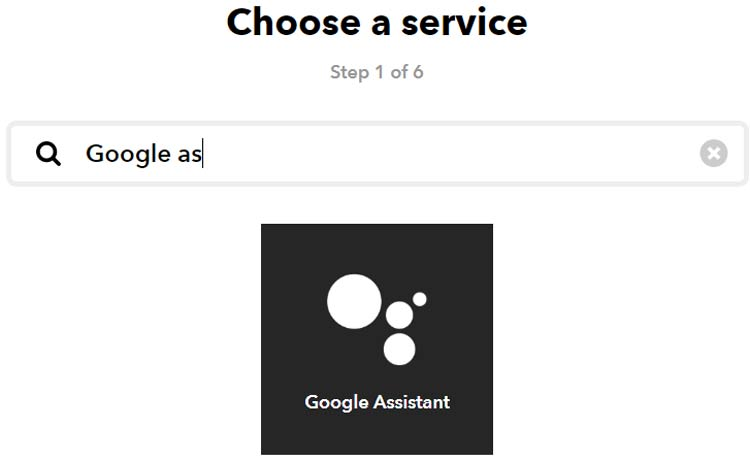 Choose a service
Step 1 of 6
Google as
Google Assistant